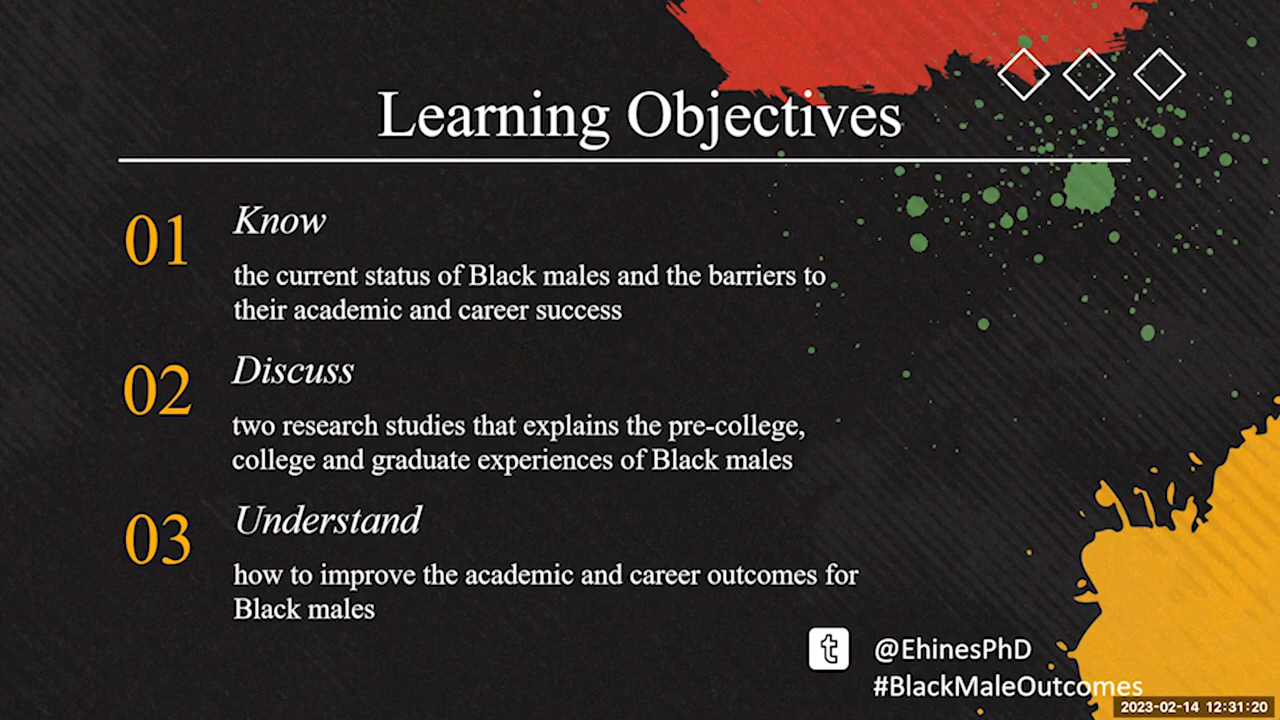 Learning Objectives
01
Know
the current status of Black males and the barriers to
their academic and career success
02
Discuss
two research studies that explains the pre-college,
college and graduate experiences of Black males
03
Understand
how to improve the academic and career outcomes for
Black males
t
@EhinesPhD
#BlackMaleOutcomes
2023-02-14 12:31:20